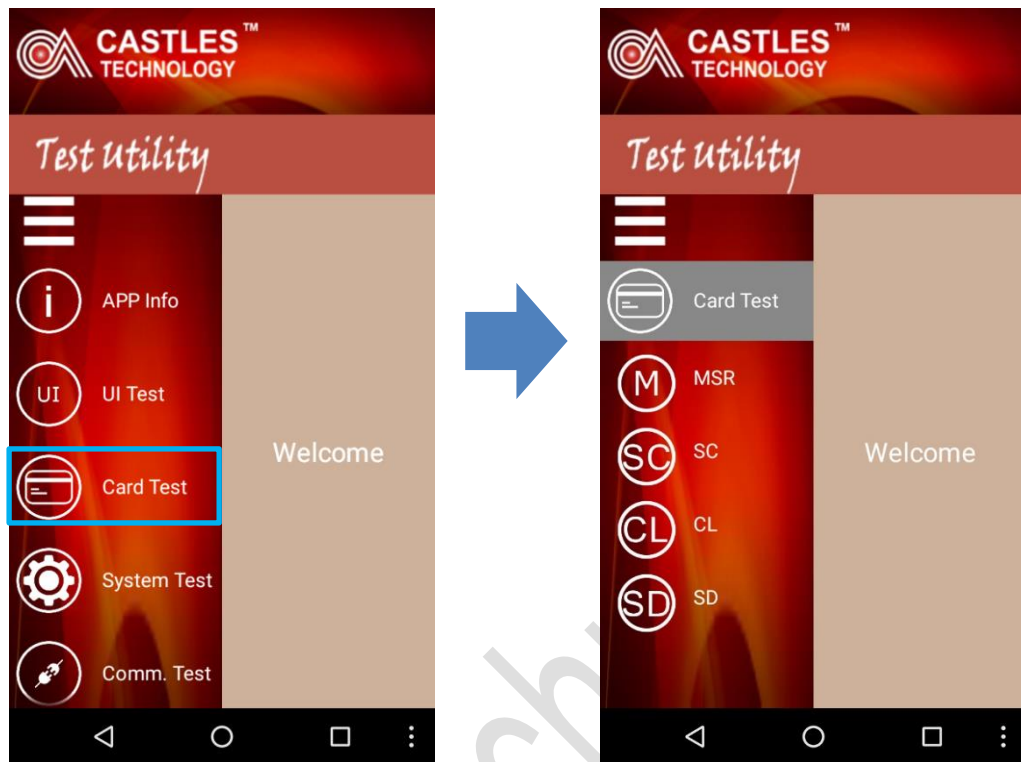 CASTLES™
TECHNOLOGY
Test Utility
i APP Info
UI UI Test
Card Test
System Test
Comm. Test
Welcome
CASTLES™
TECHNOLOGY
Test Utility
Card Test
M MSR
SC SC
CL CL
SD SD
Welcome